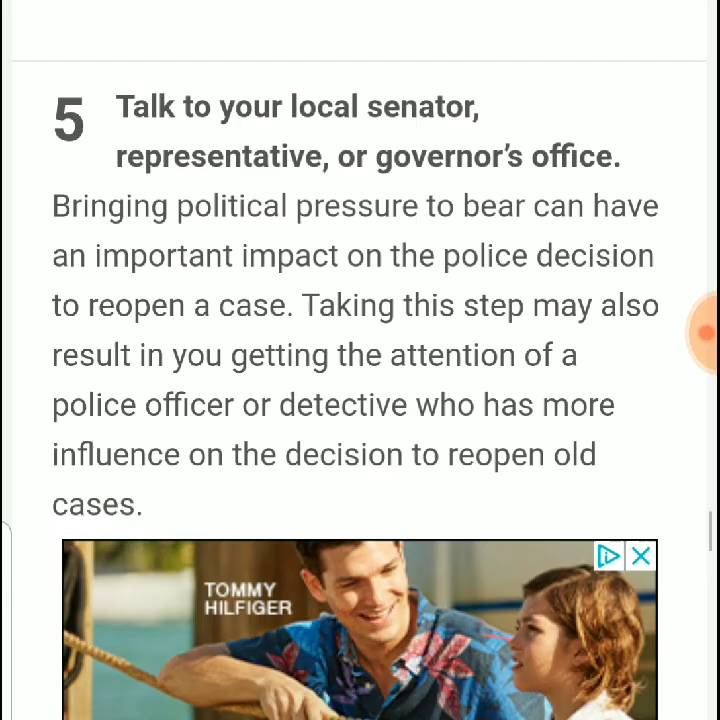 5 Talk to your local senator,
representative, or governor’s office.
Bringing political pressure to bear can have
an important impact on the police decision
to reopen a case. Taking this step may also
result in you getting the attention of a
police officer or detective who has more
influence on the decision to reopen old
cases.
TOMMY
HILFIGER